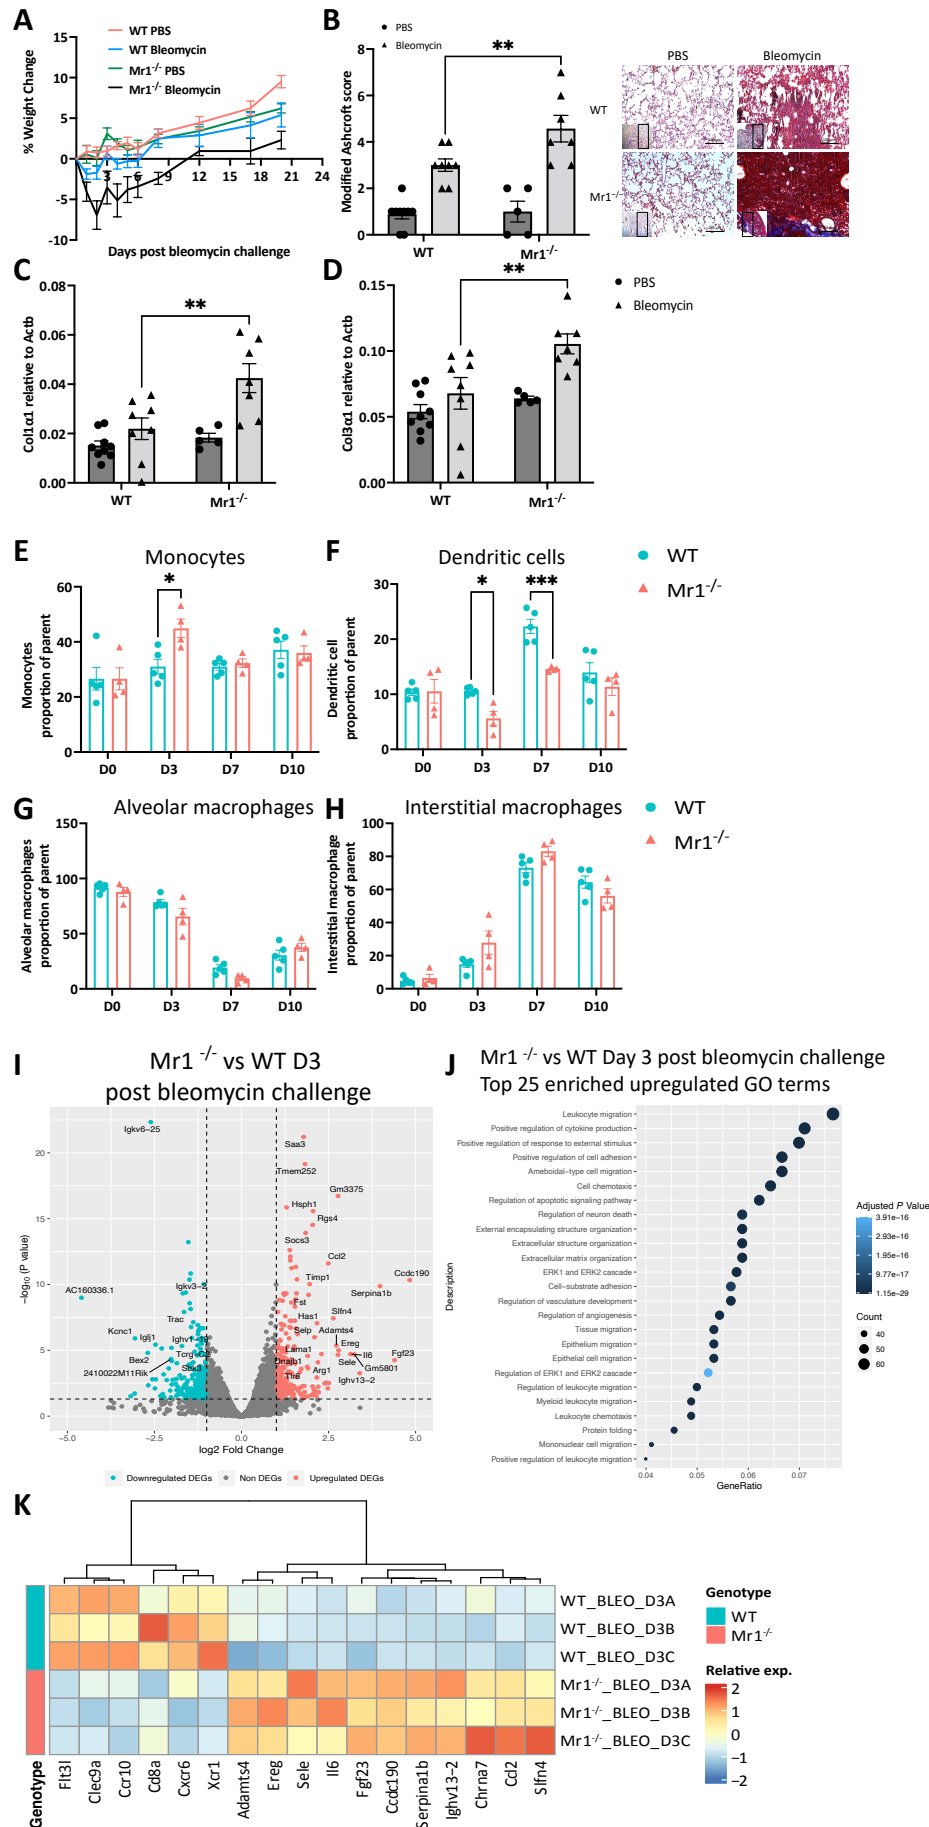 A
WT PBS
WT Bleomycin
Mr1-/- PBS
Mr1-/- Bleomycin
% Weight Change
15
10
5
0
-5
-10
3 6 9 12 15 18 21 24
Days post bleomycin challenge
B
PBS
Bleomycin
Modified Ashcroft score
8
6
4
2
0
**
WT
Mr1-/-
PBS
Bleomycin
WT
Mr1-/-
C
Col1α1 relative to Actb
0.08
0.06
0.04
0.02
0.00
**
WT
Mr1-/-
D
Col3α1 relative to Actb
0.15
0.10
0.05
0.00
**
WT
Mr1-/-
PBS
Bleomycin
E
Monocytes
Monocytes
proportion of parent
60
40
20
0
*
D0 D3 D7 D10
F
Dendritic cells
Dendritic cell
proportion of parent
30
20
10
0
*
***
D0 D3 D7 D10
WT
Mr1-/-
G
Alveolar macrophages
Alveolar macrophages
proportion of parent
150
100
50
0
D0 D3 D7 D10
H
Interstitial macrophages
Interstitial macrophage
proportion of parent
100
80
60
40
20
0
D0 D3 D7 D10
WT
Mr1-/-
I
Mr1 -/- vs WT D3
post bleomycin challenge
−log10 (P value)
20
15
10
5
0
Igkv6−25
Saa3
Tmem252
Gm3375
Hsph1
Rgs4
Socs3
Ccl2
Ccdc190
Timp1
Igkv3−2
AC160336.1
Serpina1b
Fst
Slfn4
Trac
Has1
Kcnc1
Iglj1
Ighv1−19
Selp
Adamts4
Ereg
Bex2
Tcrg−C2
Lama1
Il6
Fgf23
Sbk3
Dnajb1
Sele
2410022M11Rik
Tlr8
Arg1
Gm5801
Ighv13−2
−5.0 −2.5 0.0 2.5 5.0
log2 Fold Change
Downregulated DEGs
Non DEGs
Upregulated DEGs
J
Mr1 -/- vs WT Day 3 post bleomycin challenge
Top 25 enriched upregulated GO terms
Description
Leukocyte migration
Positive regulation of cytokine production
Positive regulation of response to external stimulus
Positive regulation of cell adhesion
Ameboidal−type cell migration
Cell chemotaxis
Regulation of apoptotic signaling pathway
Regulation of neuron death
External encapsulating structure organization
Extracellular structure organization
Extracellular matrix organization
ERK1 and ERK2 cascade
Cell−substrate adhesion
Regulation of vasculature development
Regulation of angiogenesis
Tissue migration
Epithelium migration
Epithelial cell migration
Regulation of ERK1 and ERK2 cascade
Regulation of leukocyte migration
Myeloid leukocyte migration
Leukocyte chemotaxis
Protein folding
Mononuclear cell migration
Positive regulation of leukocyte migration
0.04 0.05 0.06 0.07
GeneRatio
Adjusted P Value
3.91e−16
2.93e−16
1.95e−16
9.77e−17
1.15e−29
Count
40
50
60
K
WT_BLEO_D3A
WT_BLEO_D3B
WT_BLEO_D3C
Mr1-/-_BLEO_D3A
Mr1-/-_BLEO_D3B
Mr1-/-_BLEO_D3C
Genotype
Flt3l
Clec9a
Ccr10
Cd8a
Cxcr6
Xcr1
Adamts4
Ereg
Sele
Il6
Fgf23
Ccdc190
Serpina1b
Ighv13−2
Chrna7
Ccl2
Slfn4
Genotype
WT
Mr1-/-
Relative exp.
2
1
0
−1
−2